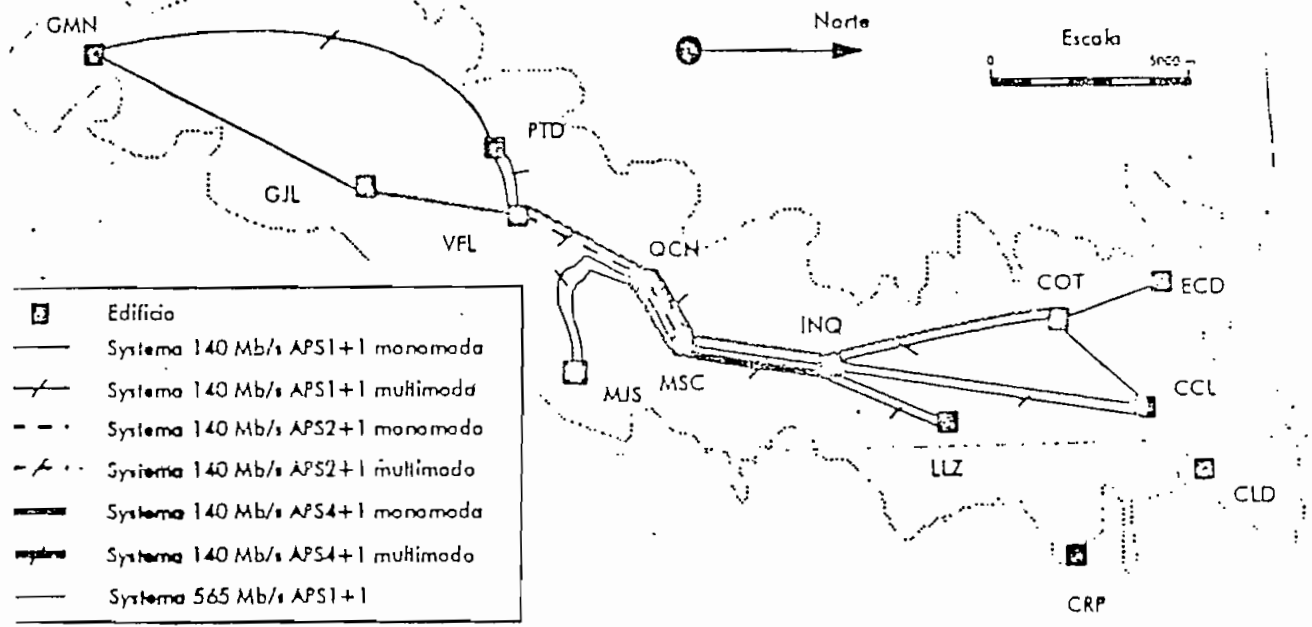 GMN
Norte
Escala
0
5000 m
PTD
GJL
VFL
QCN
COT
ECD
INQ
MJS
MSC
CCL
LLZ
CLD
CRP
Edificio
Systema 140 Mb/s APS1+1 monomodo
Systema 140 Mb/s APS1+1 multimodo
Systema 140 Mb/s APS2+1 monomodo
Systema 140 Mb/s APS2+1 multimodo
Systema 140 Mb/s APS4+1 monomodo
Systema 140 Mb/s APS4+1 multimodo
Systema 565 Mb/s APS1+1